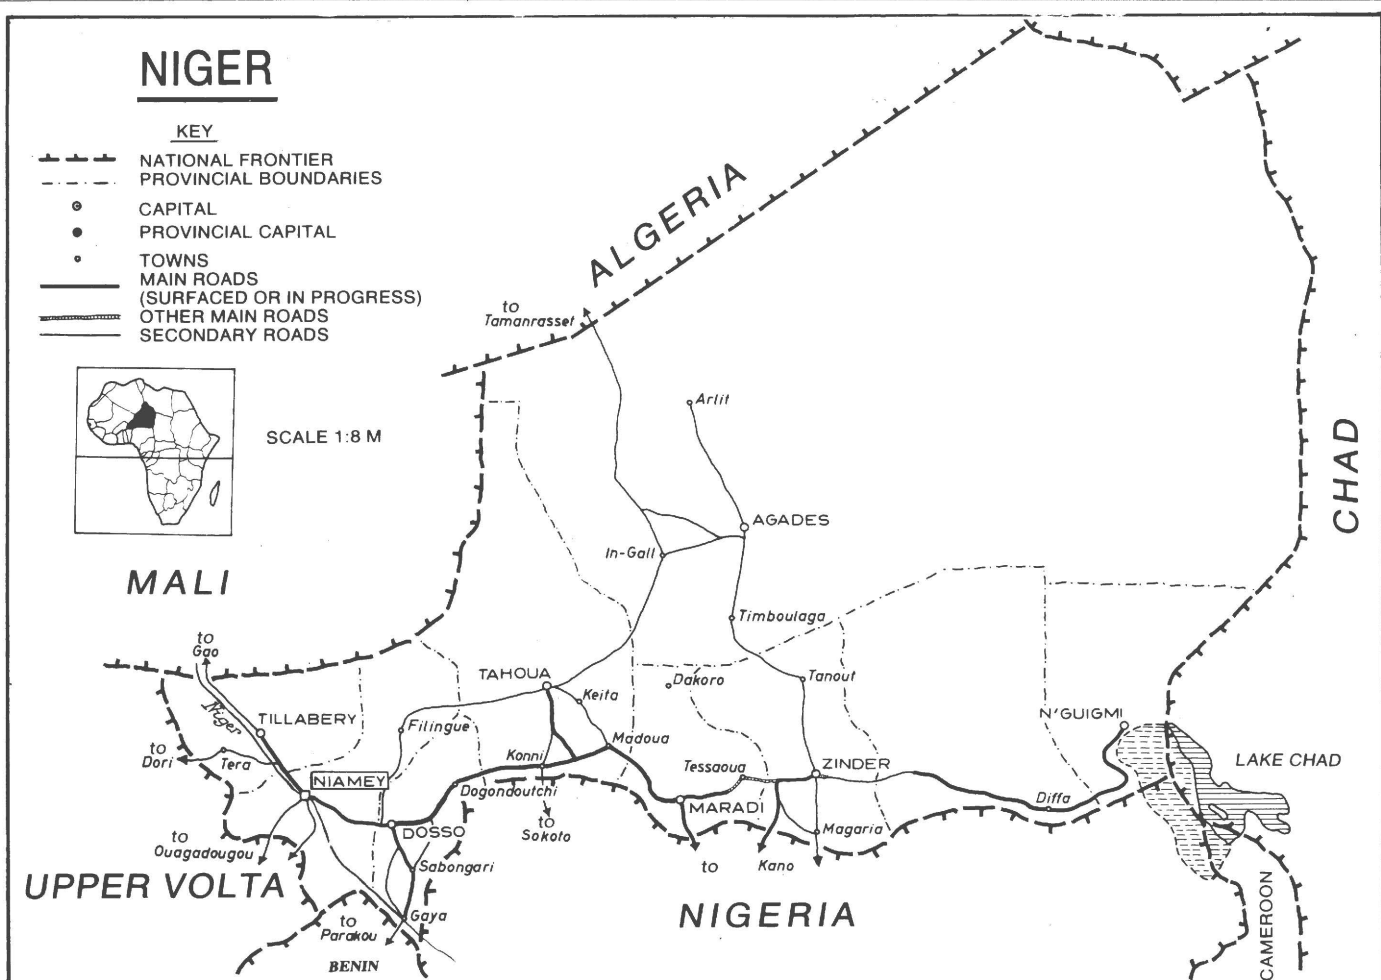 NIGER
KEY
NATIONAL FRONTIER
PROVINCIAL BOUNDARIES
CAPITAL
PROVINCIAL CAPITAL
TOWNS
MAIN ROADS
(SURFACED OR IN PROGRESS)
OTHER MAIN ROADS
SECONDARY ROADS
SCALE 1:8 M
ALGERIA
to
Tamanrasset
Arlit
CHAD
AGADES
In-Gall
MALI
Timboulaga
to
Gao
TAHOUA
Dakoro
Tanout
Keita
Niger
TILLABERY
Filingue
N'GUIGMI
Madoua
to
Dori
Tera
Konni
Tessaoua
ZINDER
LAKE CHAD
NIAMEY
Dogondoutchi
MARADI
Diffa
DOSSO
to
Sokoto
Magaria
to
Ouagadougou
Sabongari
to
Kano
UPPER VOLTA
NIGERIA
Gaya
to
Parakou
BENIN
CAMEROON